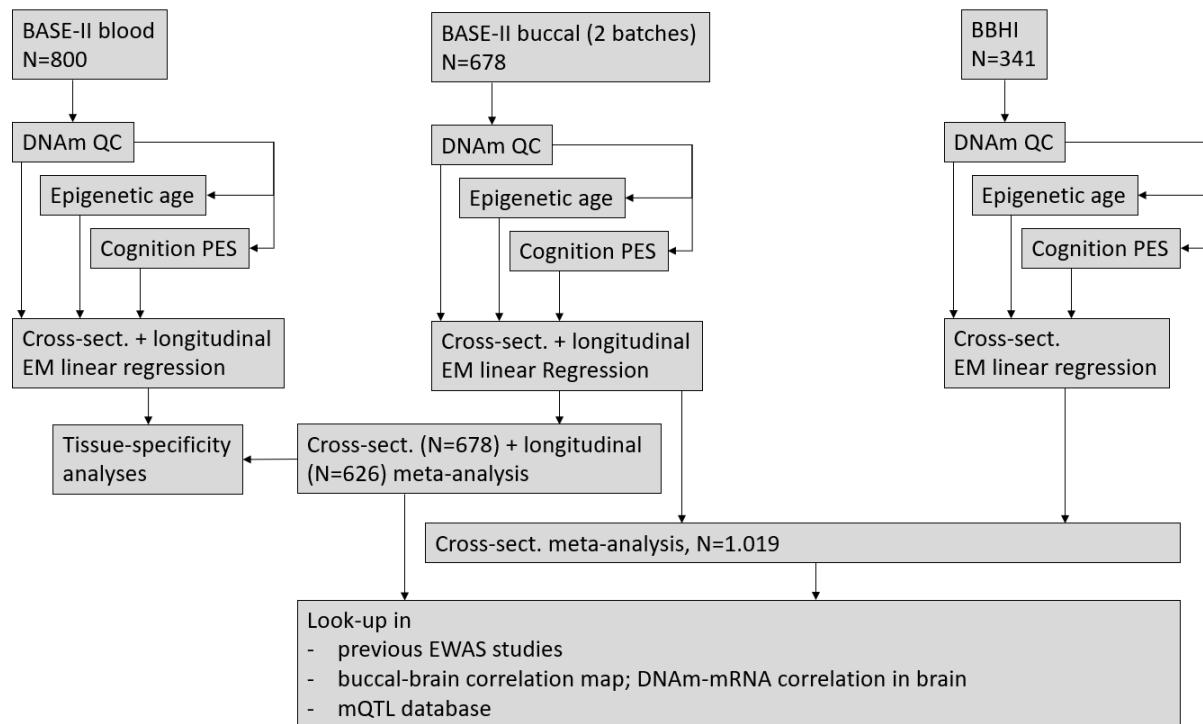 BASE-II blood
N=800
BASE-II buccal (2 batches)
N=678
BBHI
N=341
DNAm QC
DNAm QC
DNAm QC
Epigenetic age
Epigenetic age
Epigenetic age
Cognition PES
Cognition PES
Cognition PES
Cross-sect. + longitudinal
EM linear regression
Cross-sect. + longitudinal
EM linear Regression
Cross-sect.
EM linear regression
Tissue-specificity
analyses
Cross-sect. (N=678) + longitudinal
(N=626) meta-analysis
Cross-sect. meta-analysis, N=1.019
Look-up in
- previous EWAS studies
- buccal-brain correlation map; DNAm-mRNA correlation in brain
- mQTL database